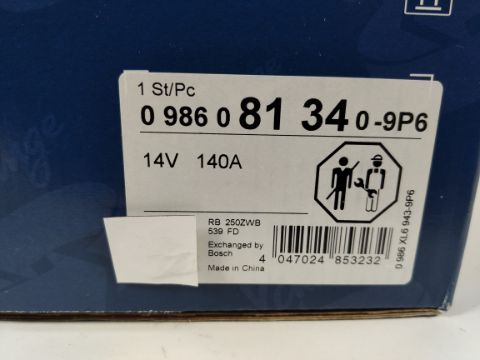 1 St/Pc
0 986 0 81 34 0-9P6
14V 140A
RB 250ZWB
539 FD
Exchanged by
Bosch
Made in China
4 047024 853232
0 986 XL6 943-9P6